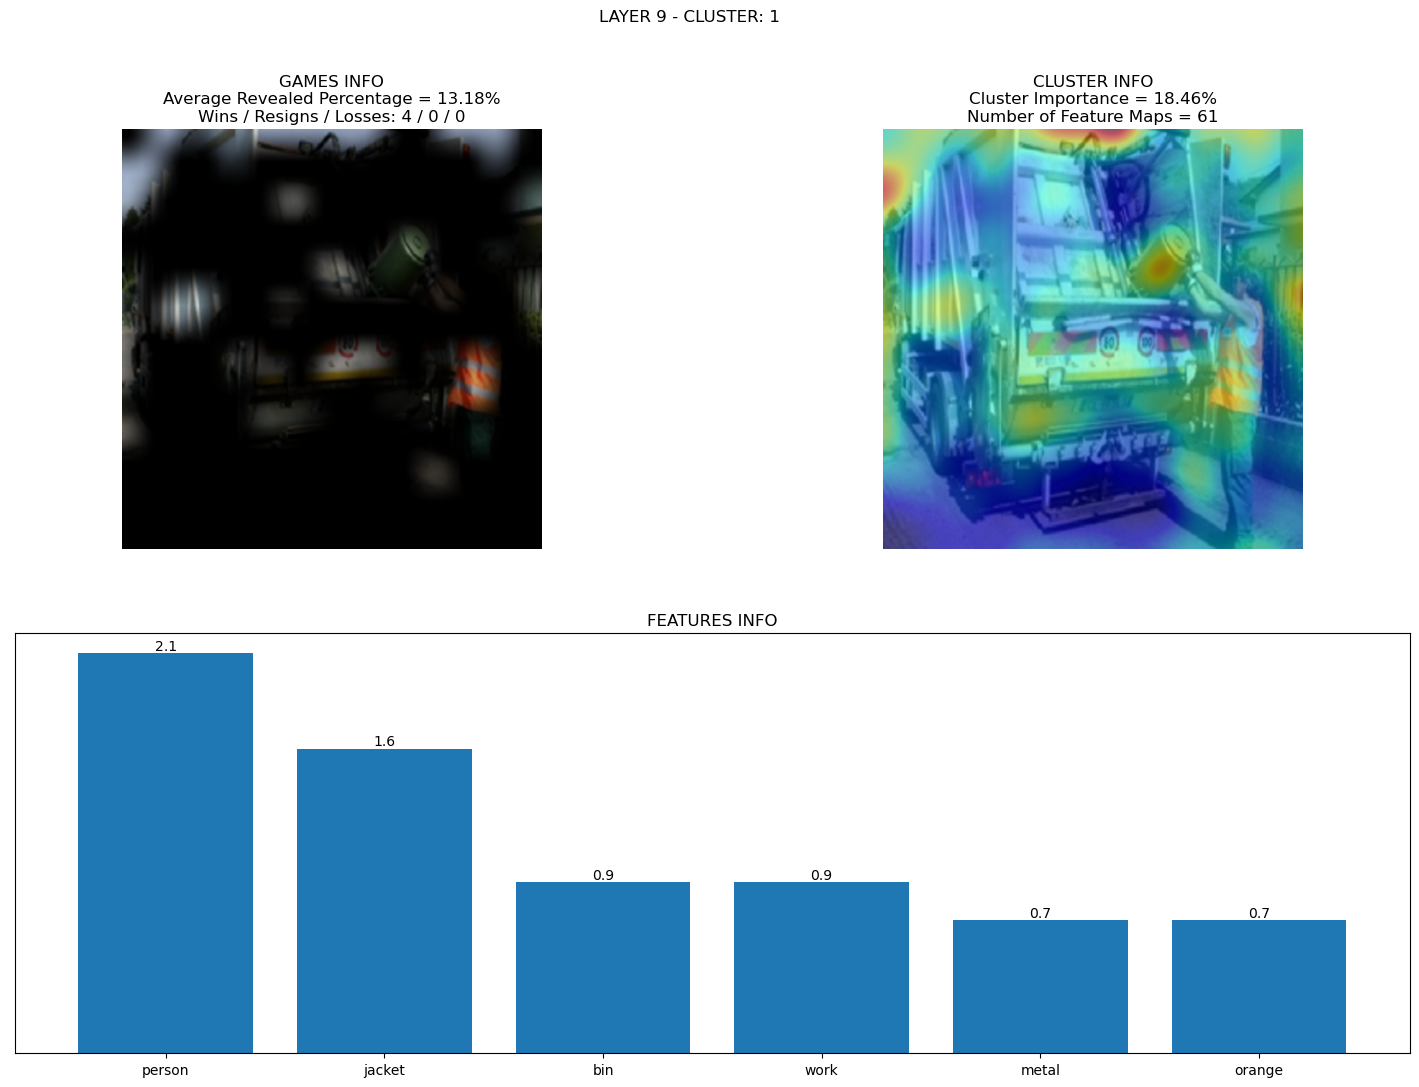 LAYER 9 - CLUSTER: 1
GAMES INFO
Average Revealed Percentage = 13.18%
Wins / Resigns / Losses: 4 / 0 / 0
CLUSTER INFO
Cluster Importance = 18.46%
Number of Feature Maps = 61
FEATURES INFO
2.1
1.6
0.9
0.9
0.7
0.7
person
jacket
bin
work
metal
orange